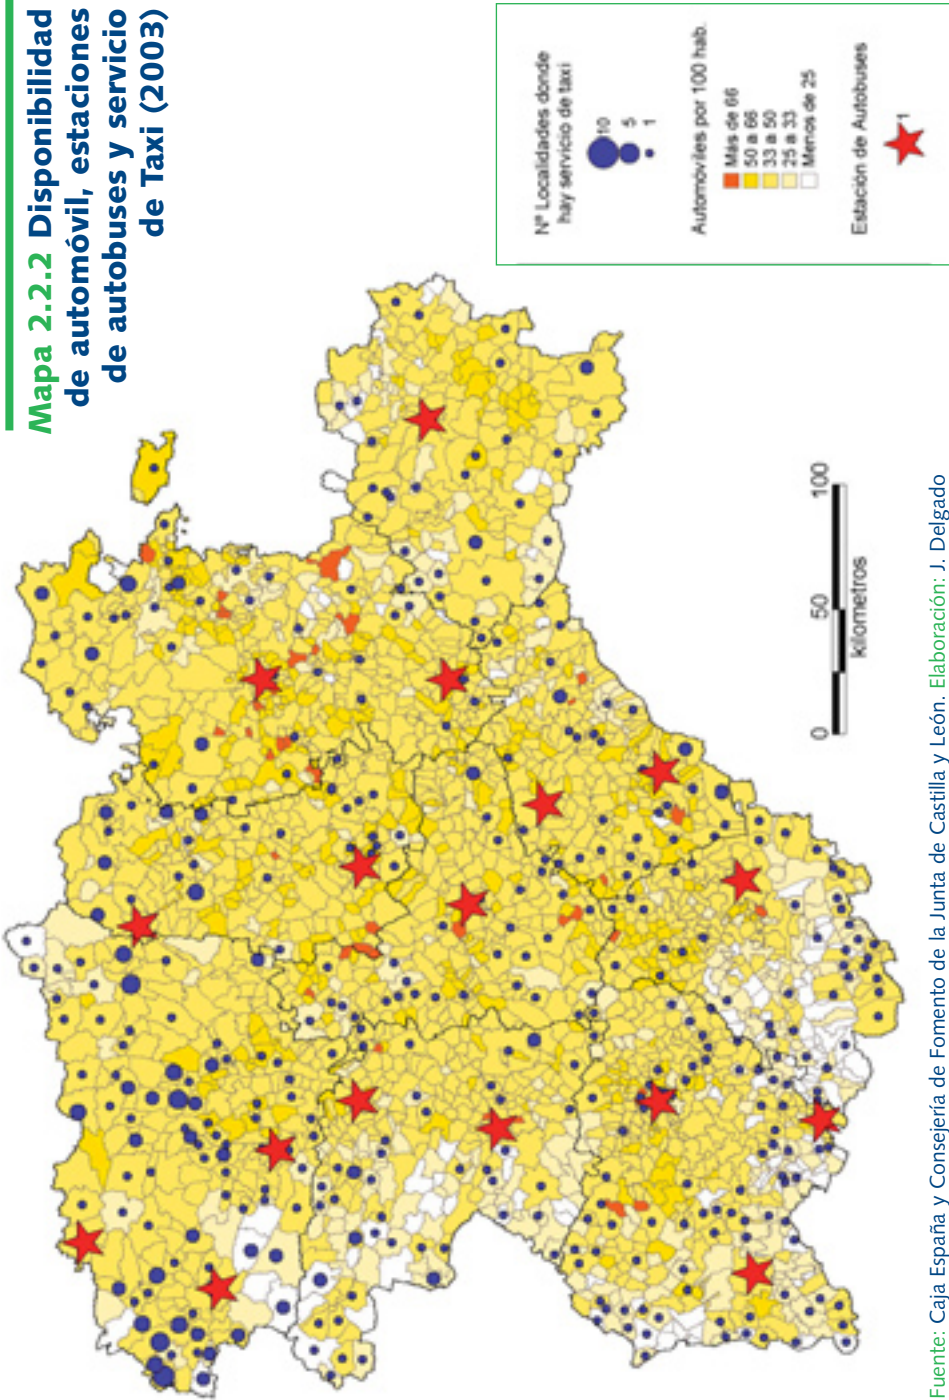 Mapa 2.2.2 Disponibilidad
de automóvil, estaciones
de autobuses y servicio
de Taxi (2003)
Nº Localidades donde
hay servicio de taxi
10
5
1
Automóviles por 100 hab.
Más de 66
50 a 66
33 a 50
25 a 33
Menos de 25
Estación de Autobuses
1
0 50 100
kilometros
Fuente: Caja España y Consejería de Fomento de la Junta de Castilla y León. Elaboración: J. Delgado